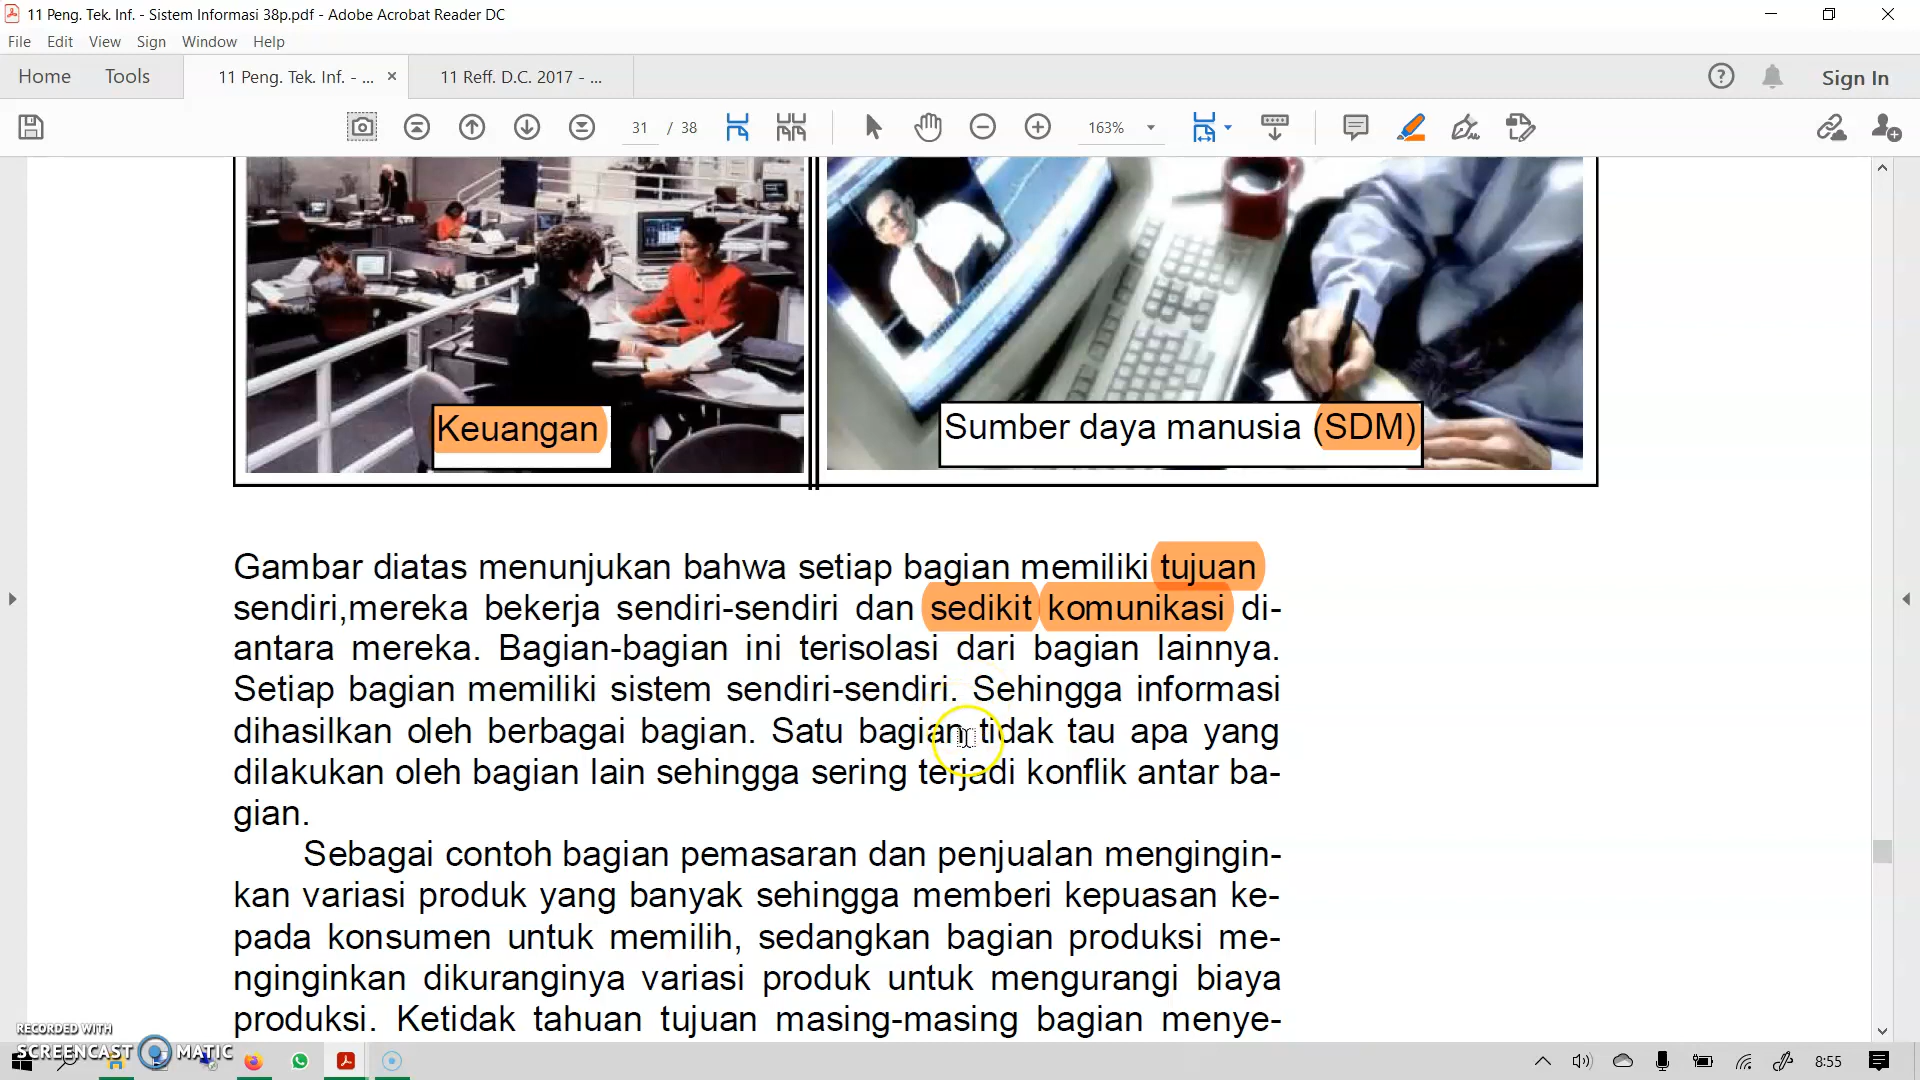 11 Peng. Tek. Inf. - Sistem Informasi 38p.pdf - Adobe Acrobat Reader DC
File Edit View Sign Window Help
Home Tools 11 Peng. Tek. Inf. - ... × 11 Reff. D.C. 2017 - ... Sign In
31 / 38 163%
Keuangan
Sumber daya manusia (SDM)
Gambar diatas menunjukan bahwa setiap bagian memiliki tujuan
sendiri,mereka bekerja sendiri-sendiri dan sedikit komunikasi di-
antara mereka. Bagian-bagian ini terisolasi dari bagian lainnya.
Setiap bagian memiliki sistem sendiri-sendiri. Sehingga informasi
dihasilkan oleh berbagai bagian. Satu bagian tidak tau apa yang
dilakukan oleh bagian lain sehingga sering terjadi konflik antar ba-
gian.
Sebagai contoh bagian pemasaran dan penjualan mengingin-
kan variasi produk yang banyak sehingga memberi kepuasan ke-
pada konsumen untuk memilih, sedangkan bagian produksi me-
nginginkan dikuranginya variasi produk untuk mengurangi biaya
produksi. Ketidak tahuan tujuan masing-masing bagian menye-
RECORDED WITH
SCREENCAST MATIC
8:55